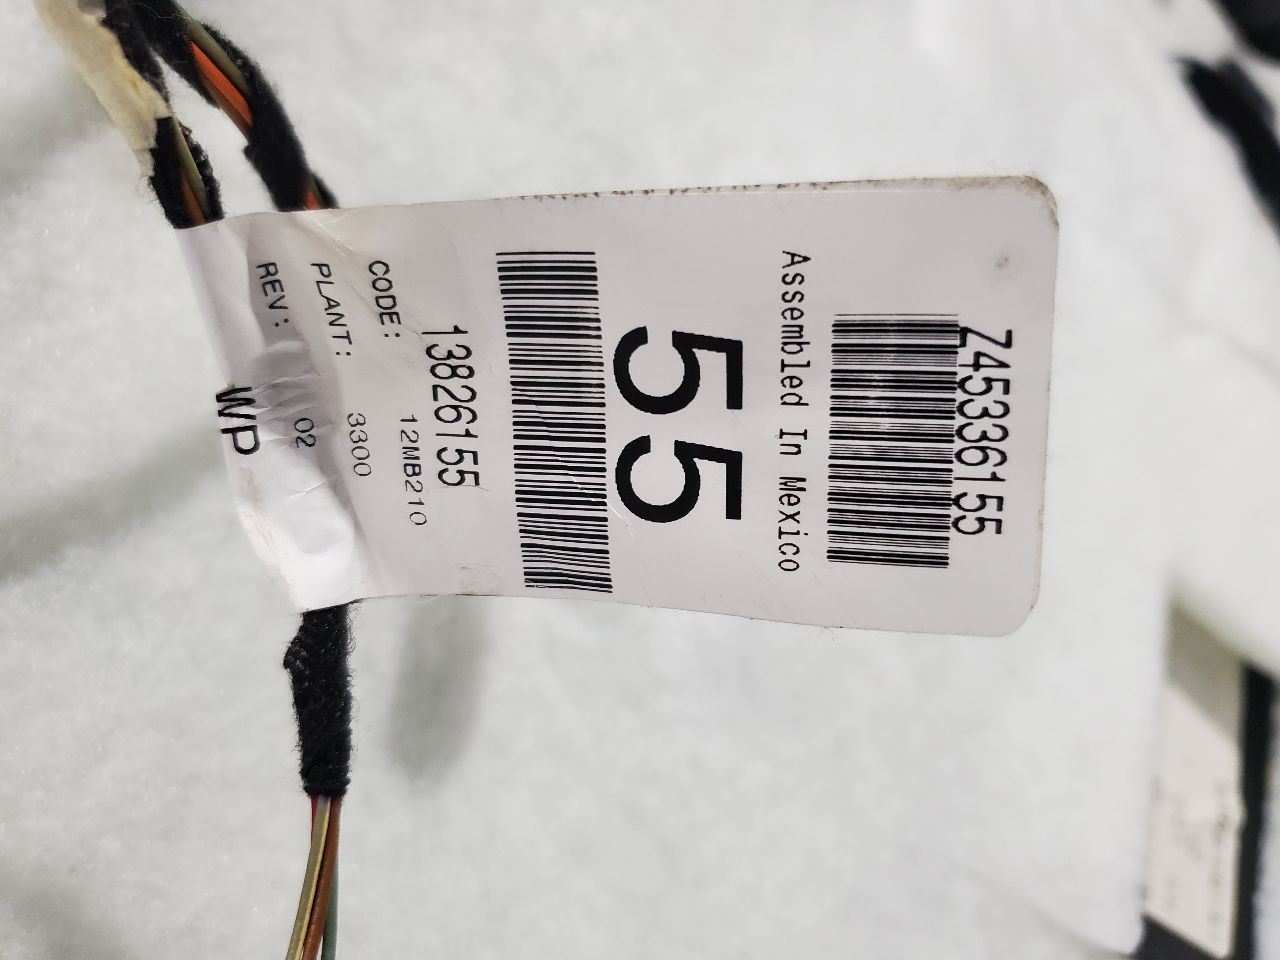 Z45336155
Assembled In Mexico
55
13826155
CODE: 12MB210
PLANT: 3300
REV: 02
WP